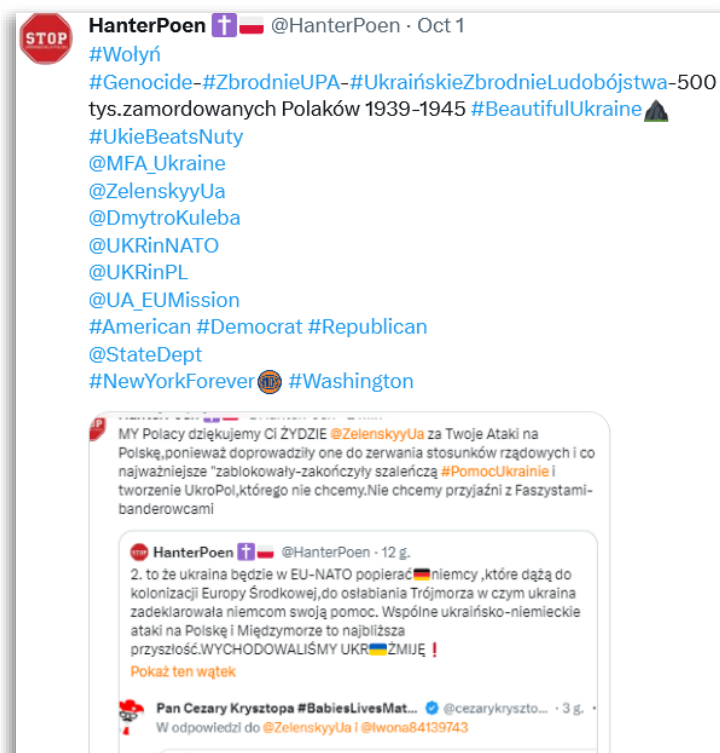 STOP
HanterPoen ✝️🇵🇱 @HanterPoen · Oct 1
#Wołyń
#Genocide-#ZbrodnieUPA-#UkraińskieZbrodnieLudobójstwa-500
tys.zamordowanych Polaków 1939-1945 #BeautifulUkraine
#UkieBeatsNuty
@MFA_Ukraine
@ZelenskyyUa
@DmytroKuleba
@UKRinNATO
@UKRinPL
@UA_EUMission
#American #Democrat #Republican
@StateDept
#NewYorkForever #Washington
MY Polacy dziękujemy Ci ŻYDZIE @ZelenskyyUa za Twoje Ataki na
Polskę,ponieważ doprowadziły one do zerwania stosunków rządowych i co
najważniejsze "zablokowały-zakończyły szaleńczą #PomocUkrainie i
tworzenie UkroPol,którego nie chcemy.Nie chcemy przyjaźni z Faszystami-
banderowcami
HanterPoen ✝️🇵🇱 @HanterPoen · 12 g.
2. to że ukraina będzie w EU-NATO popierać🇩🇪niemcy ,które dążą do
kolonizacji Europy Środkowej,do osłabiania Trójmorza w czym ukraina
zadeklarowała niemcom swoją pomoc. Wspólne ukraińsko-niemieckie
ataki na Polskę i Międzymorze to najbliższa
przyszłość.WYCHODOWALIŚMY UKR🇺🇦ŻMIJĘ❗
Pokaż ten wątek
Pan Cezary Krysztopa #BabiesLivesMat... @cezarykryszto... · 3 g.
W odpowiedzi do @ZelenskyyUa i @Iwona84139743